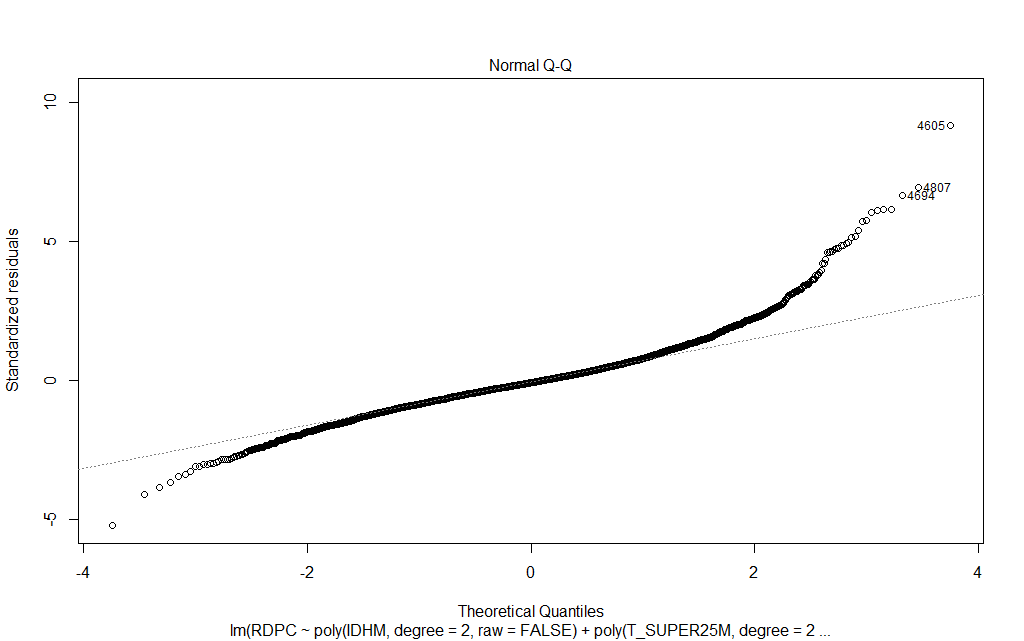 Normal Q-Q
10
5
0
-5
Standardized residuals
4605
4807
4694
-4 -2 0 2 4
Theoretical Quantiles
lm(RDPC ~ poly(IDHM, degree = 2, raw = FALSE) + poly(T_SUPER25M, degree = 2 ...